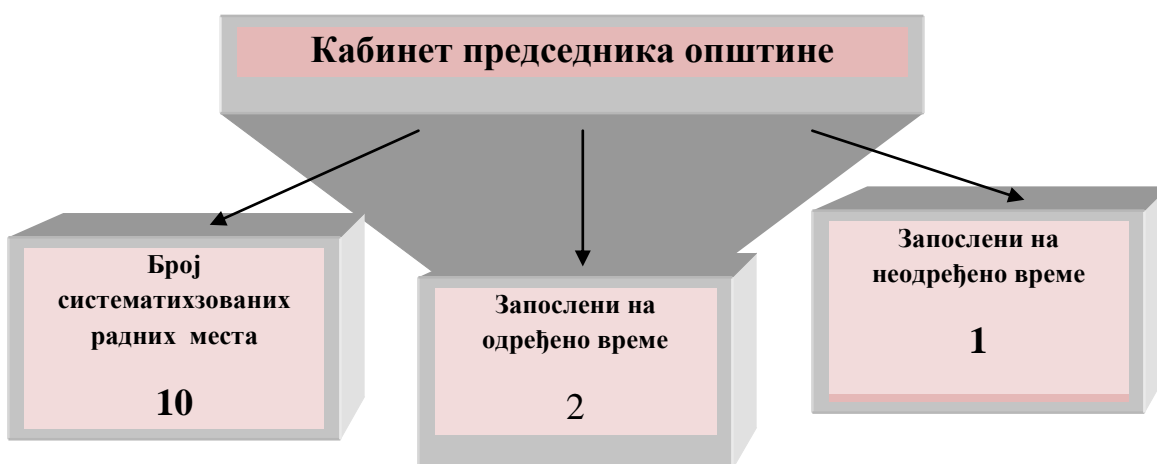 Кабинет председника општине
Број
систематихзованих
радних места
10
Запослени на
одређено време
2
Запослени на
неодређено време
1